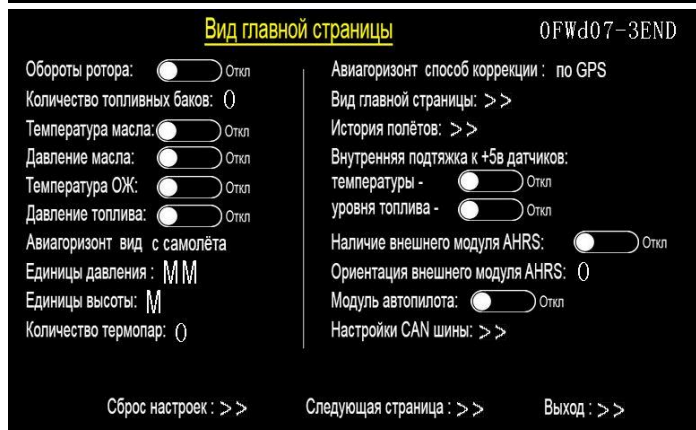 Вид главной страницы
0FWd07-3END
Обороты ротора: Откл
Количество топливных баков: 0
Температура масла: Откл
Давление масла: Откл
Температура ОЖ: Откл
Давление топлива: Откл
Авиагоризонт вид с самолёта
Единицы давления : ММ
Единицы высоты: М
Количество термопар: 0
Авиагоризонт способ коррекции : по GPS
Вид главной страницы: >>
История полётов: >>
Внутренняя подтяжка к +5в датчиков:
температуры - Откл
уровня топлива - Откл
Наличие внешнего модуля AHRS: Откл
Ориентация внешнего модуля AHRS: 0
Модуль автопилота: Откл
Настройки CAN шины: >>
Сброс настроек : >>
Следующая страница : >>
Выход : >>